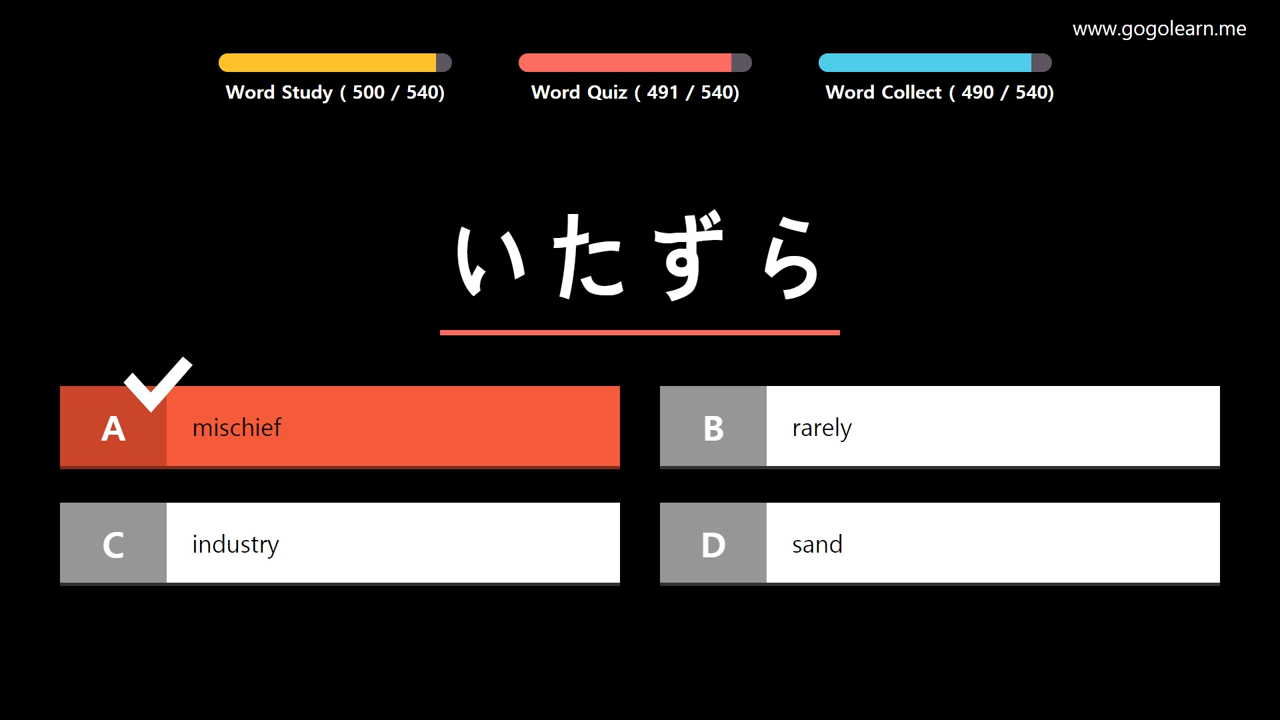 www.gogolearn.me
Word Study ( 500 / 540)
Word Quiz ( 491 / 540)
Word Collect ( 490 / 540)
いたずら
A mischief
B rarely
C industry
D sand